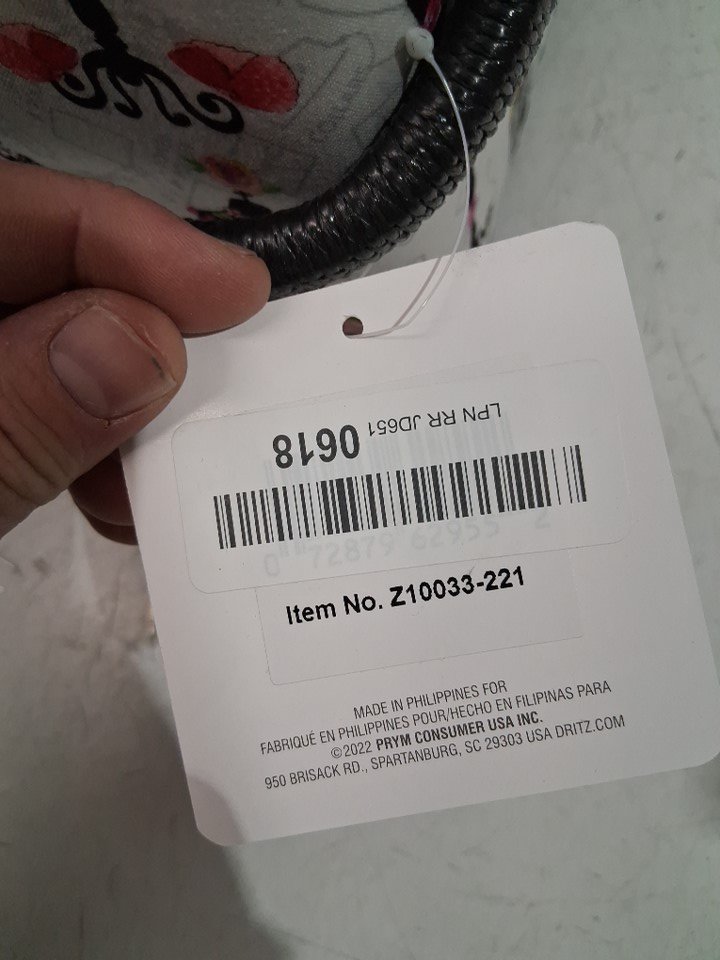 LPN RR JD651 0618
0 72879 62955 2
Item No. Z10033-221
MADE IN PHILIPPINES FOR
FABRIQUÉ EN PHILIPPINES POUR/HECHO EN FILIPINAS PARA
©2022 PRYM CONSUMER USA INC.
950 BRISACK RD., SPARTANBURG, SC 29303 USA DRITZ.COM